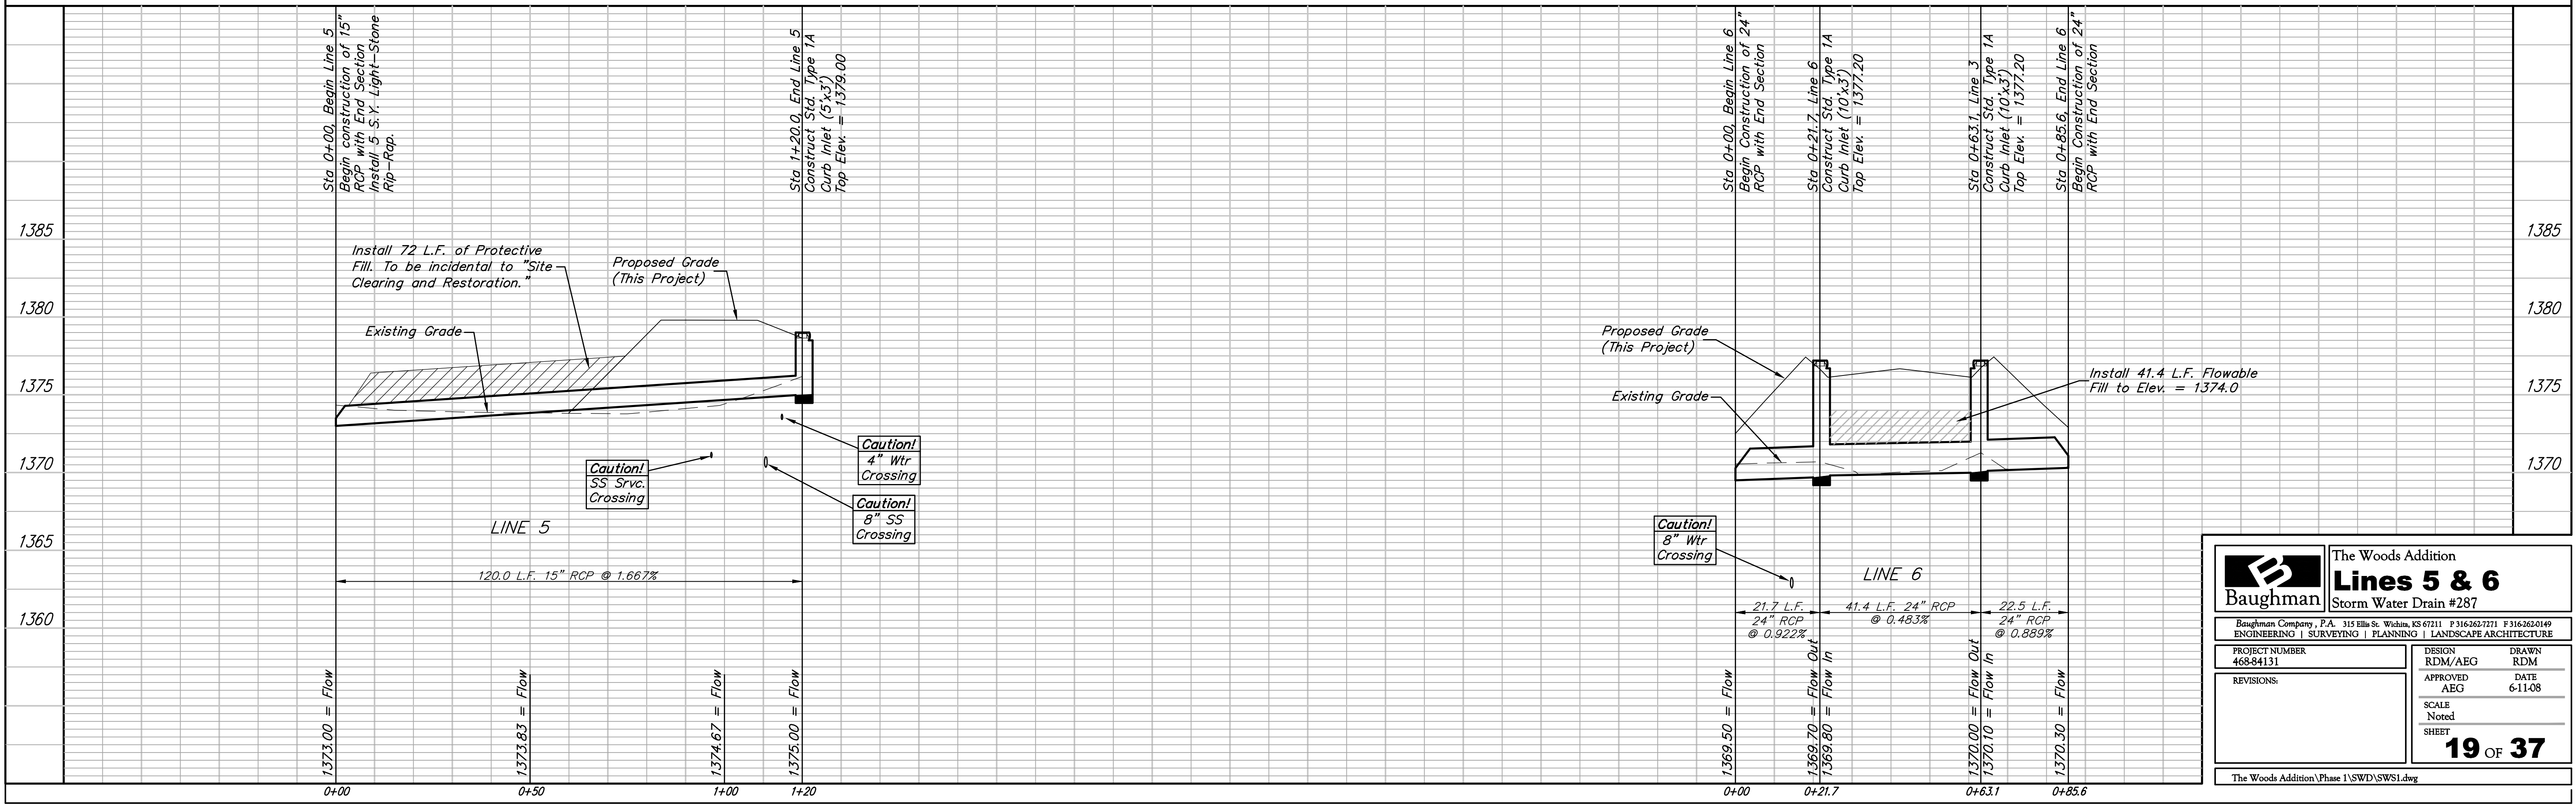 Sta 0+00, Begin Line 5
Begin construction of 15"
RCP with End Section
Install 5 S.Y. Light-Stone
Rip-Rap.
Sta 1+20.0, End Line 5
Construct Std. Type 1A
Curb Inlet (5'x3')
Top Elev. = 1379.00
Sta 0+00, Begin Line 6
Begin Construction of 24"
RCP with End Section
Sta 0+21.7, Line 6
Construct Std. Type 1A
Curb Inlet (10'x3')
Top Elev. = 1377.20
Sta 0+63.1, Line 3
Construct Std. Type 1A
Curb Inlet (10'x3')
Top Elev. = 1377.20
Sta 0+85.6, End Line 6
Begin Construction of 24"
RCP with End Section
1385
1380
1375
1370
1365
1360
1385
1380
1375
1370
Install 72 L.F. of Protective
Fill. To be incidental to "Site
Clearing and Restoration."
Proposed Grade
(This Project)
Existing Grade
Caution!
SS Srvc.
Crossing
Caution!
4" Wtr
Crossing
Caution!
8" SS
Crossing
LINE 5
120.0 L.F. 15" RCP @ 1.667%
1373.00 = Flow
1373.83 = Flow
1374.67 = Flow
1375.00 = Flow
0+00
0+50
1+00
1+20
Proposed Grade
(This Project)
Existing Grade
Install 41.4 L.F. Flowable
Fill to Elev. = 1374.0
Caution!
8" Wtr
Crossing
LINE 6
21.7 L.F.
24" RCP
@ 0.922%
41.4 L.F. 24" RCP
@ 0.483%
22.5 L.F.
24" RCP
@ 0.889%
1369.50 = Flow
1369.70 = Flow Out
1369.80 = Flow In
1370.00 = Flow Out
1370.10 = Flow In
1370.30 = Flow
0+00
0+21.7
0+63.1
0+85.6
B
Baughman
The Woods Addition
Lines 5 & 6
Storm Water Drain #287
Baughman Company, P.A. 315 Ellis St. Wichita, KS 67211 P 316-262-7271 F 316-262-0149
ENGINEERING | SURVEYING | PLANNING | LANDSCAPE ARCHITECTURE
PROJECT NUMBER
468-84131
REVISIONS:
DESIGN
RDM/AEG
DRAWN
RDM
APPROVED
AEG
DATE
6-11-08
SCALE
Noted
SHEET
19 OF 37
The Woods Addition\Phase 1\SWD\SWS1.dwg